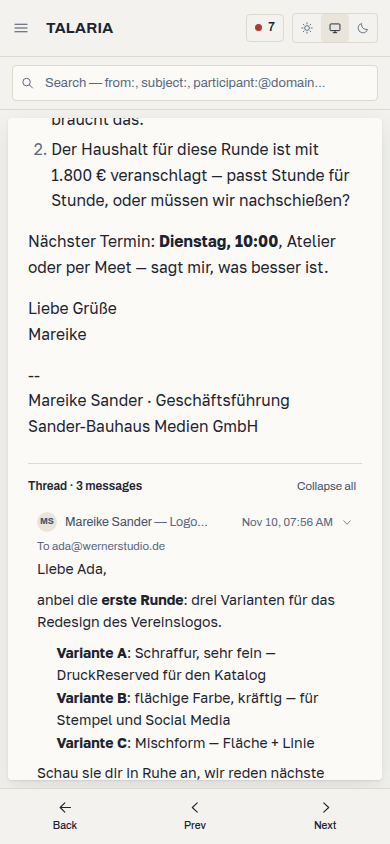 TALARIA
7
Search — from:, subject:, participant:@domain...
braucht das.
2. Der Haushalt für diese Runde ist mit
1.800 € veranschlagt — passt Stunde für
Stunde, oder müssen wir nachschießen?
Nächster Termin: Dienstag, 10:00, Atelier
oder per Meet — sagt mir, was besser ist.
Liebe Grüße
Mareike
--
Mareike Sander · Geschäftsführung
Sander-Bauhaus Medien GmbH
Thread · 3 messages
Collapse all
MS
Mareike Sander — Logo...
Nov 10, 07:56 AM
To ada@wernerstudio.de
Liebe Ada,
anbei die erste Runde: drei Varianten für das
Redesign des Vereinslogos.
Variante A: Schraffur, sehr fein —
DruckReserved für den Katalog
Variante B: flächige Farbe, kräftig — für
Stempel und Social Media
Variante C: Mischform — Fläche + Linie
Schau sie dir in Ruhe an, wir reden nächste
Back
Prev
Next